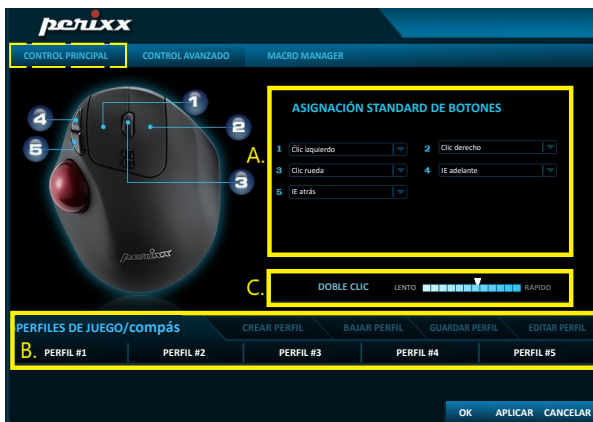 perixx
CONTROL PRINCIPAL CONTROL AVANZADO MACRO MANAGER
1
4
2
5
3
perixx
A.
ASIGNACIÓN STANDARD DE BOTONES
1 Clic izquierdo 2 Clic derecho
3 Clic rueda 4 IE adelante
5 IE atrás
C. DOBLE CLIC LENTO RÁPIDO
PERFILES DE JUEGO/compás CREAR PERFIL BAJAR PERFIL GUARDAR PERFIL EDITAR PERFIL
B. PERFIL #1 PERFIL #2 PERFIL #3 PERFIL #4 PERFIL #5
OK APLICAR CANCELAR